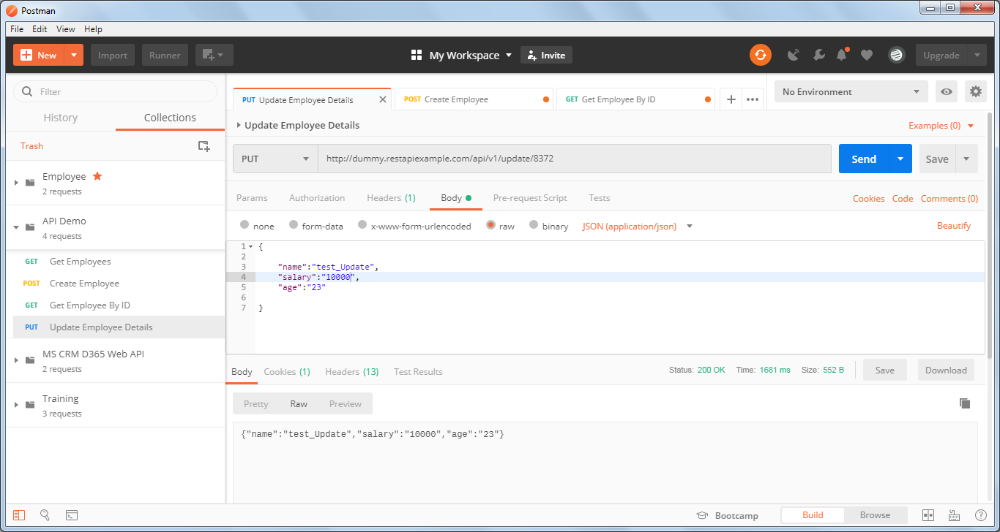 Postman
File Edit View Help
New Import Runner My Workspace Invite Upgrade
Filter
History Collections
Trash
Employee
2 requests
API Demo
4 requests
GET Get Employees
POST Create Employee
GET Get Employee By ID
PUT Update Employee Details
MS CRM D365 Web API
2 requests
Training
3 requests
PUT Update Employee Details POST Create Employee GET Get Employee By ID No Environment
Update Employee Details Examples (0)
PUT http://dummy.restapiexample.com/api/v1/update/8372 Send Save
Params Authorization Headers (1) Body Pre-request Script Tests Cookies Code Comments (0)
none form-data x-www-form-urlencoded raw binary JSON (application/json) Beautify
1 {
2
3 "name":"test_Update",
4 "salary":"10000",
5 "age":"23"
6
7 }
Body Cookies (1) Headers (13) Test Results Status: 200 OK Time: 1681 ms Size: 552 B Save Download
Pretty Raw Preview
{"name":"test_Update","salary":"10000","age":"23"}
Bootcamp Build Browse